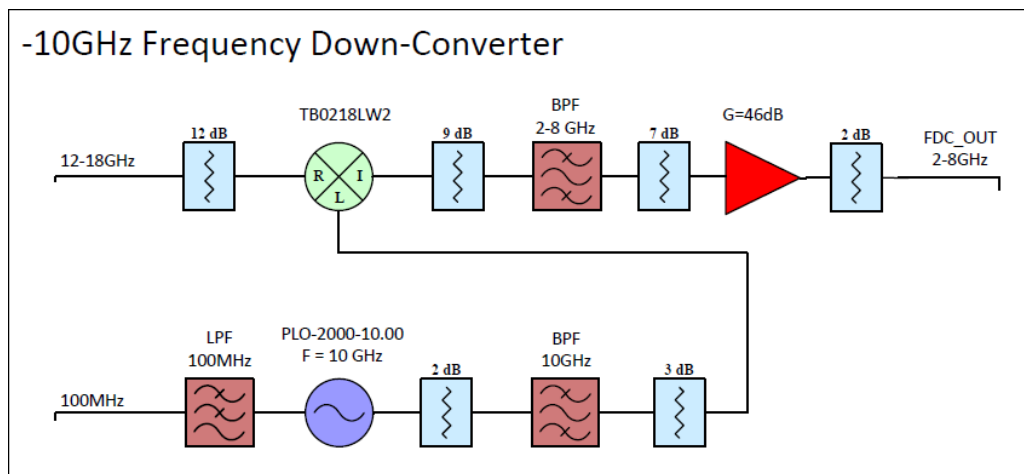 -10GHz Frequency Down-Converter
TB0218LW2
BPF
2-8 GHz
G=46dB
12 dB
9 dB
7 dB
2 dB
FDC_OUT
2-8GHz
12-18GHz
R
I
L
LPF
100MHz
PLO-2000-10.00
F = 10 GHz
2 dB
BPF
10GHz
3 dB
100MHz